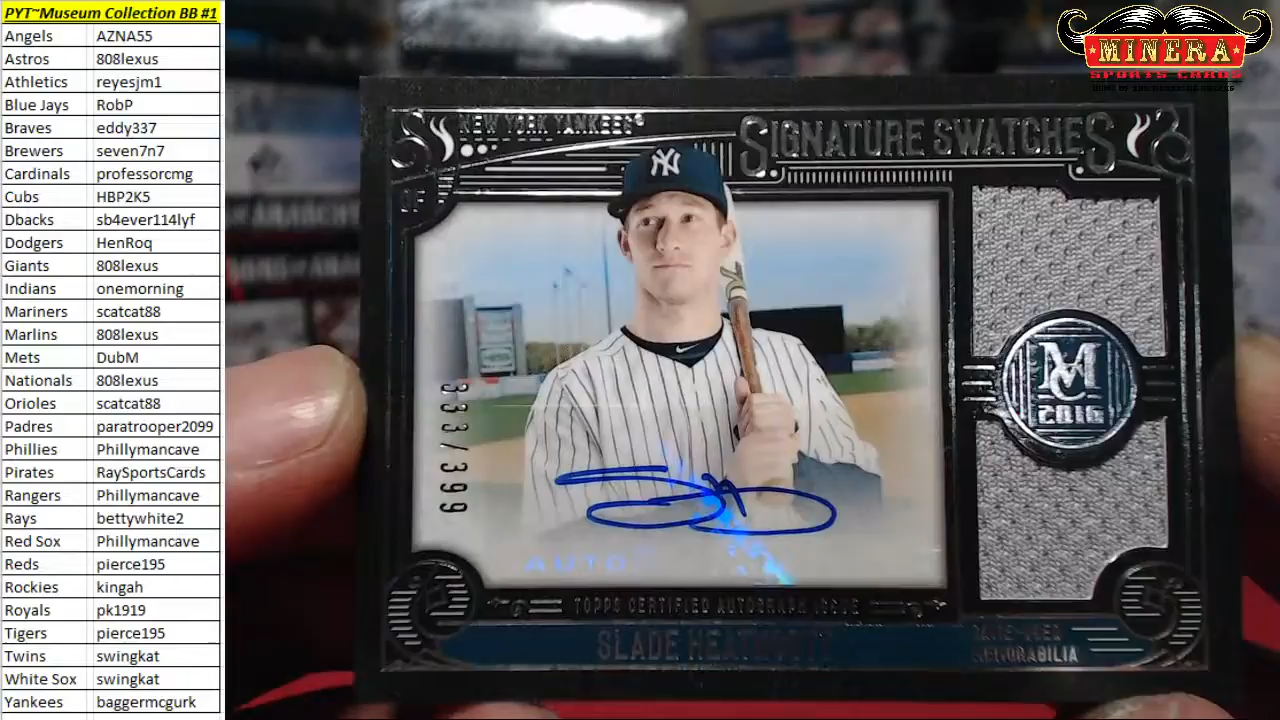 PYT~Museum Collection BB #1
Angels AZNA55
Astros 808lexus
Athletics reyesjm1
Blue Jays RobP
Braves eddy337
Brewers seven7n7
Cardinals professorcmg
Cubs HBP2K5
Dbacks sb4ever114lyf
Dodgers HenRoq
Giants 808lexus
Indians onemorning
Mariners scatcat88
Marlins 808lexus
Mets DubM
Nationals 808lexus
Orioles scatcat88
Padres paratrooper2099
Phillies Phillymancave
Pirates RaySportsCards
Rangers Phillymancave
Rays bettywhite2
Red Sox Phillymancave
Reds pierce195
Rockies kingah
Royals pk1919
Tigers pierce195
Twins swingkat
White Sox swingkat
Yankees baggermcgurk
MINERA
SPORTS CARDS
NEW YORK YANKEES
SIGNATURE SWATCHES
OF
NY
333/399
MC
2016
AUTO
TOPPS CERTIFIED AUTOGRAPH ISSUE
SLADE
MEMORABILIA